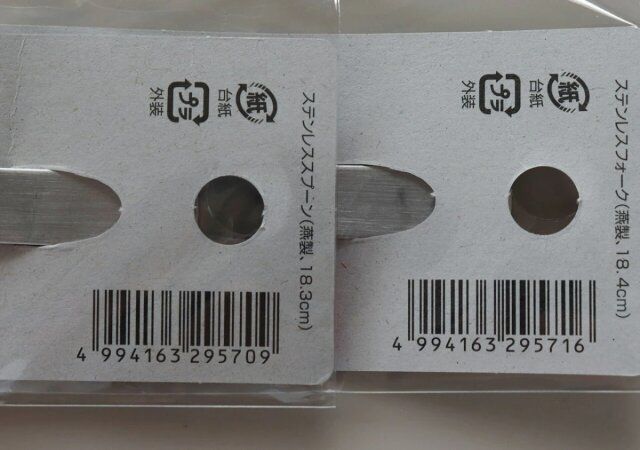 ステンレススプーン(燕製、18.3cm)
紙
台紙
プラ
外装
4 994163 295709
ステンレスフォーク(燕製、18.4cm)
紙
台紙
プラ
外装
4 994163 295716